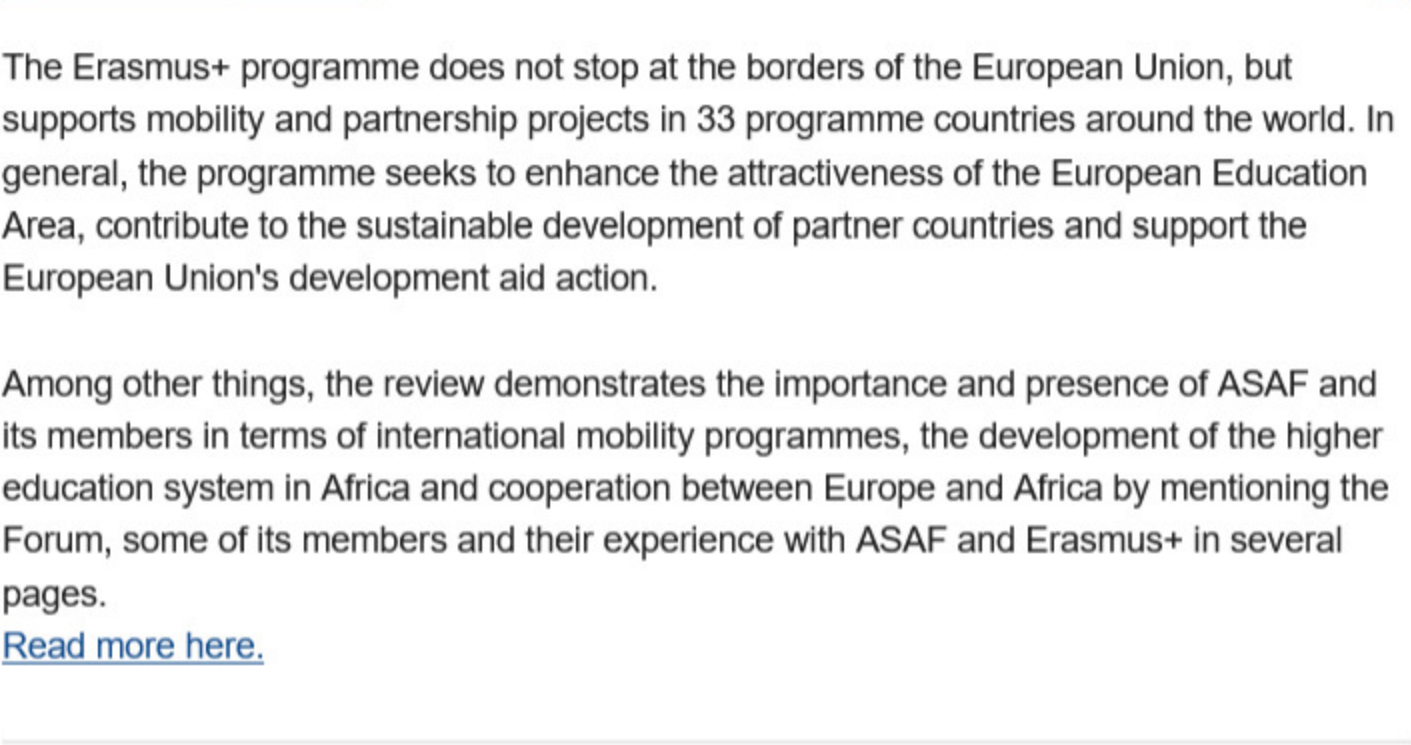 The Erasmus+ programme does not stop at the borders of the European Union, but
supports mobility and partnership projects in 33 programme countries around the world. In
general, the programme seeks to enhance the attractiveness of the European Education
Area, contribute to the sustainable development of partner countries and support the
European Union's development aid action.
Among other things, the review demonstrates the importance and presence of ASAF and
its members in terms of international mobility programmes, the development of the higher
education system in Africa and cooperation between Europe and Africa by mentioning the
Forum, some of its members and their experience with ASAF and Erasmus+ in several
pages.
Read more here.